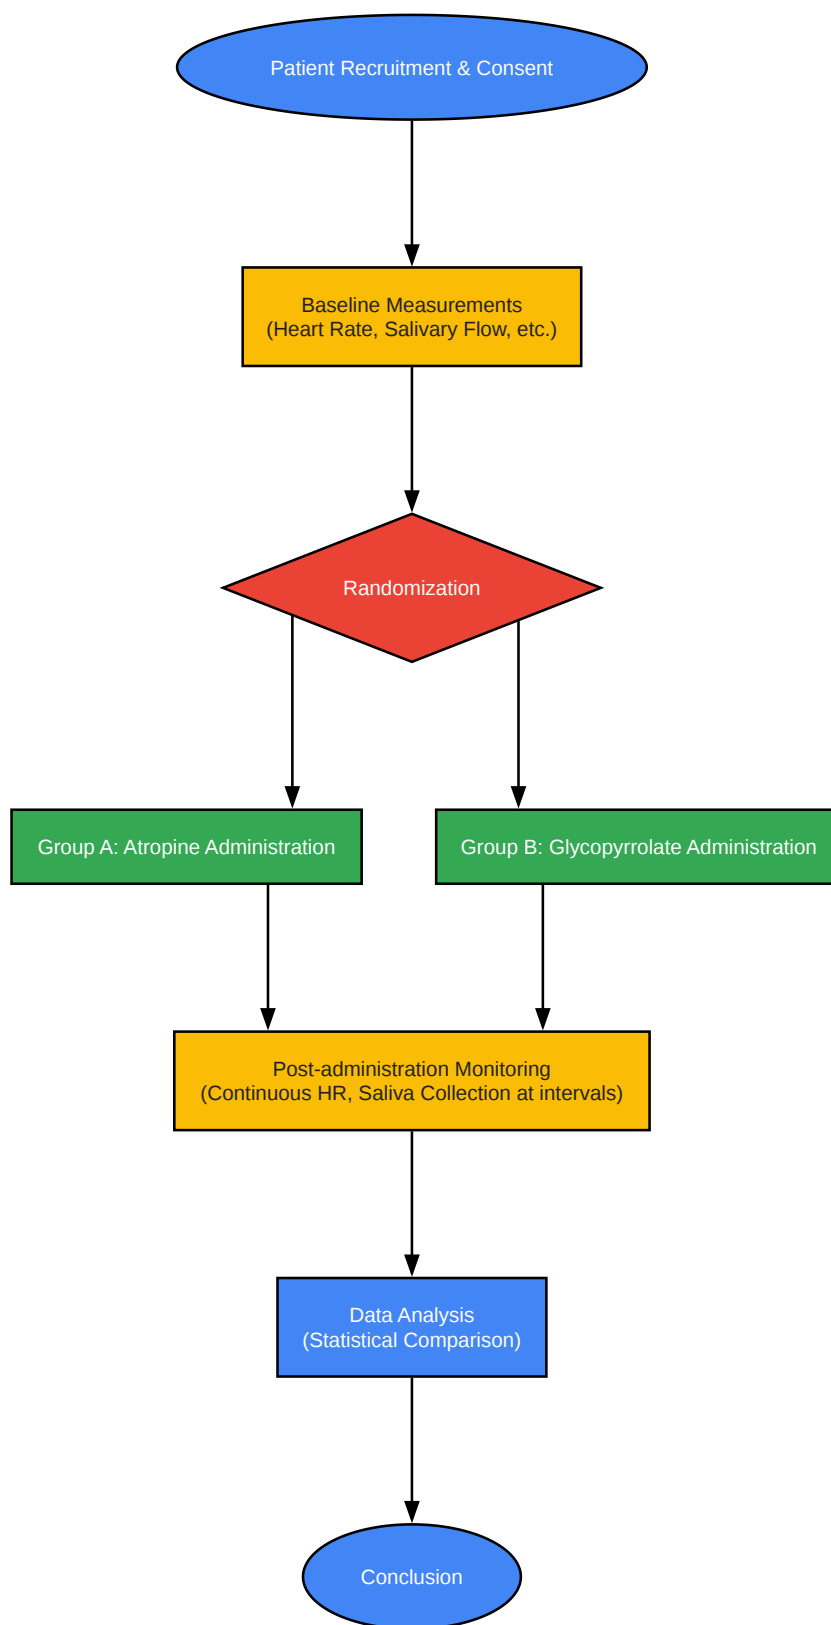 Patient Recruitment & Consent
Baseline Measurements
(Heart Rate, Salivary Flow, etc.)
Randomization
Group A: Atropine Administration
Group B: Glycopyrrolate Administration
Post-administration Monitoring
(Continuous HR, Saliva Collection at intervals)
Data Analysis
(Statistical Comparison)
Conclusion